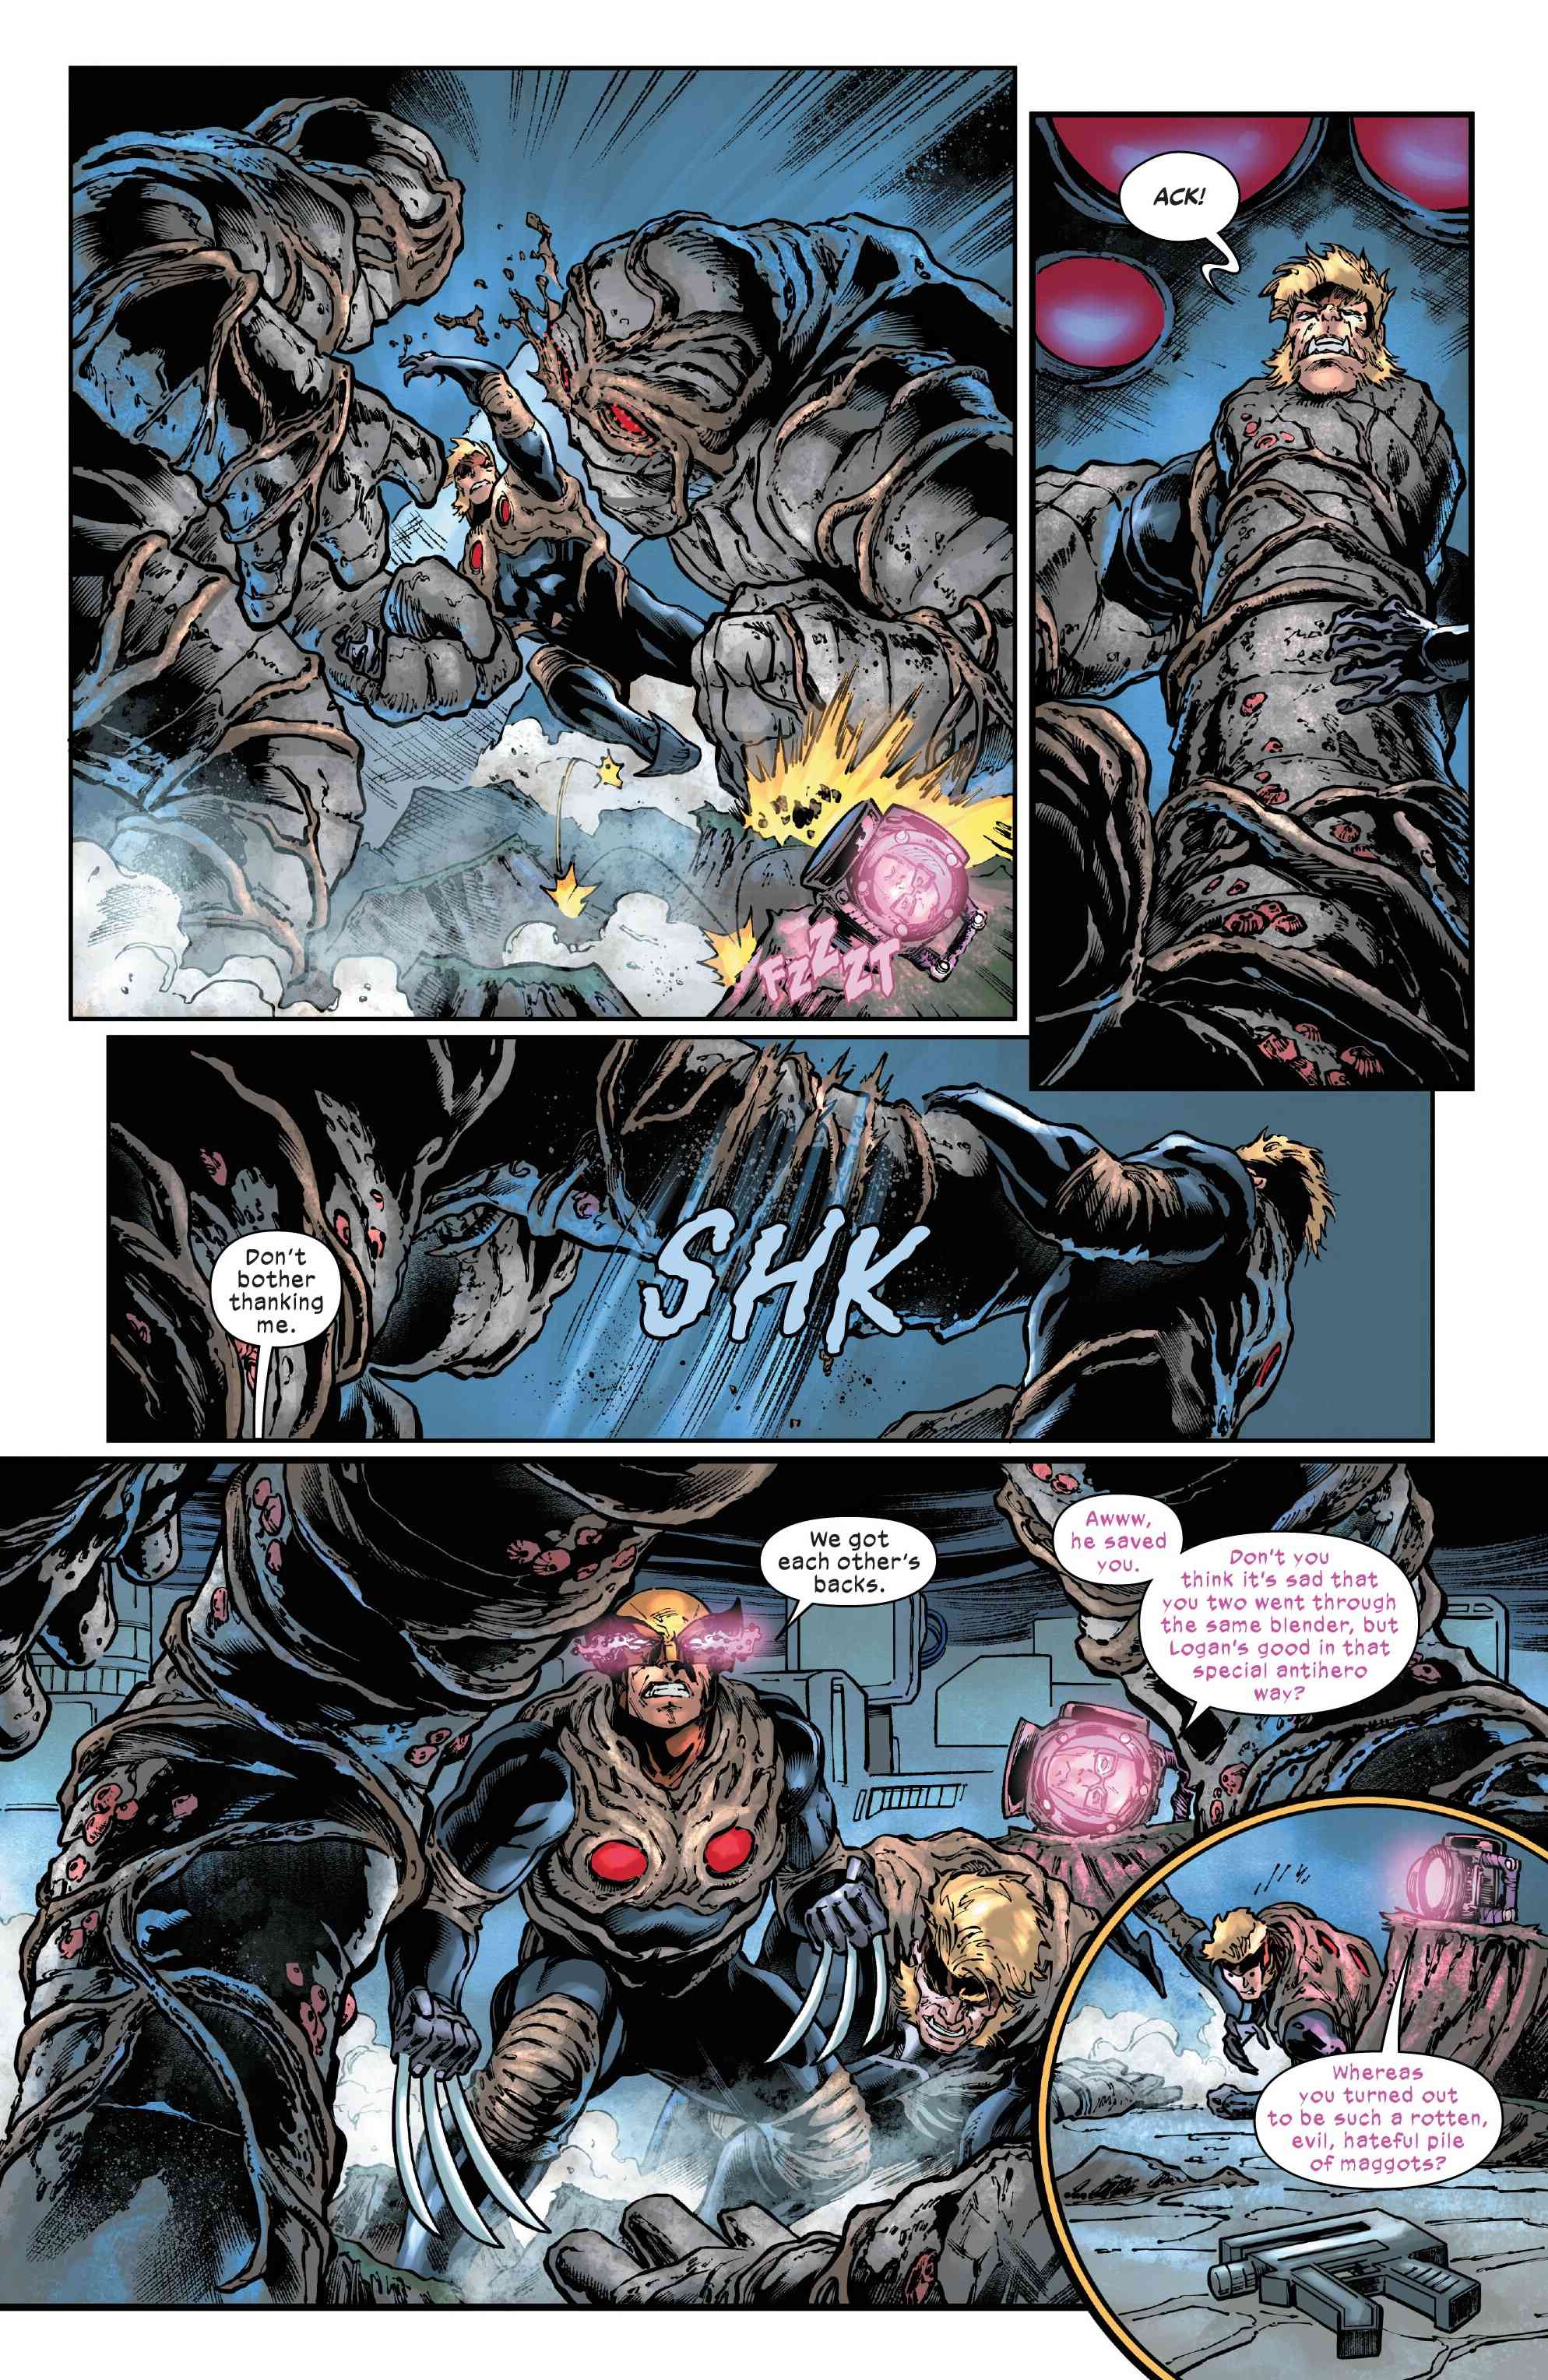 FZZZZT
ACK!
SHK
Don't
bother
thanking
me.
We got
each other's
backs.
Awww,
he saved
you.
Don't you
think it's sad that
you two went through
the same blender, but
Logan's good in that
special antihero
way?
Whereas
you turned out
to be such a rotten,
evil, hateful pile
of maggots?